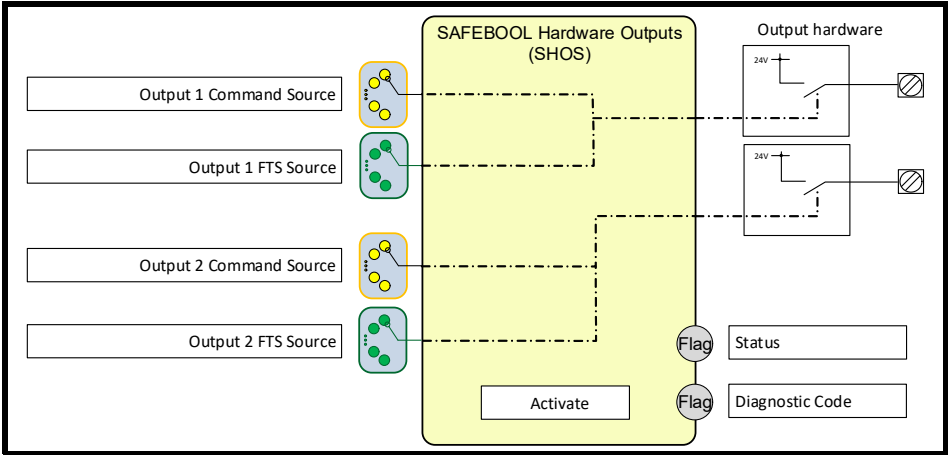 SAFEBOOL Hardware Outputs
(SHOS)
Output hardware
24V
Output 1 Command Source
Output 1 FTS Source
24V
Output 2 Command Source
Output 2 FTS Source
Flag
Status
Activate
Flag
Diagnostic Code